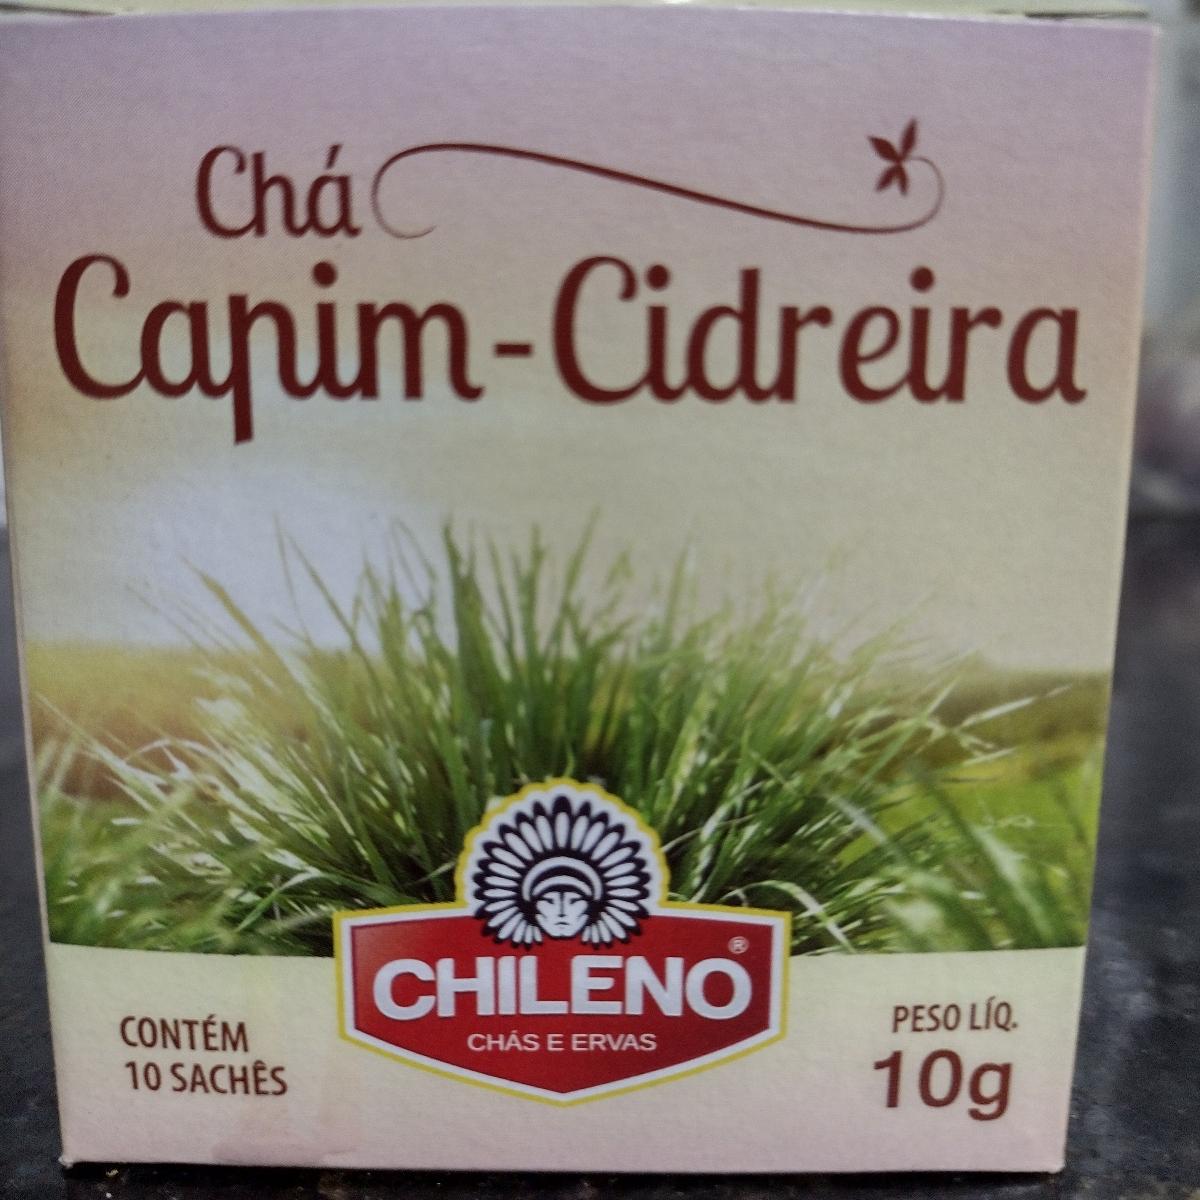 Chá
Capim-Cidreira
CHILENO®
CHÁS E ERVAS
CONTÉM
10 SACHÊS
PESO LÍQ.
10g